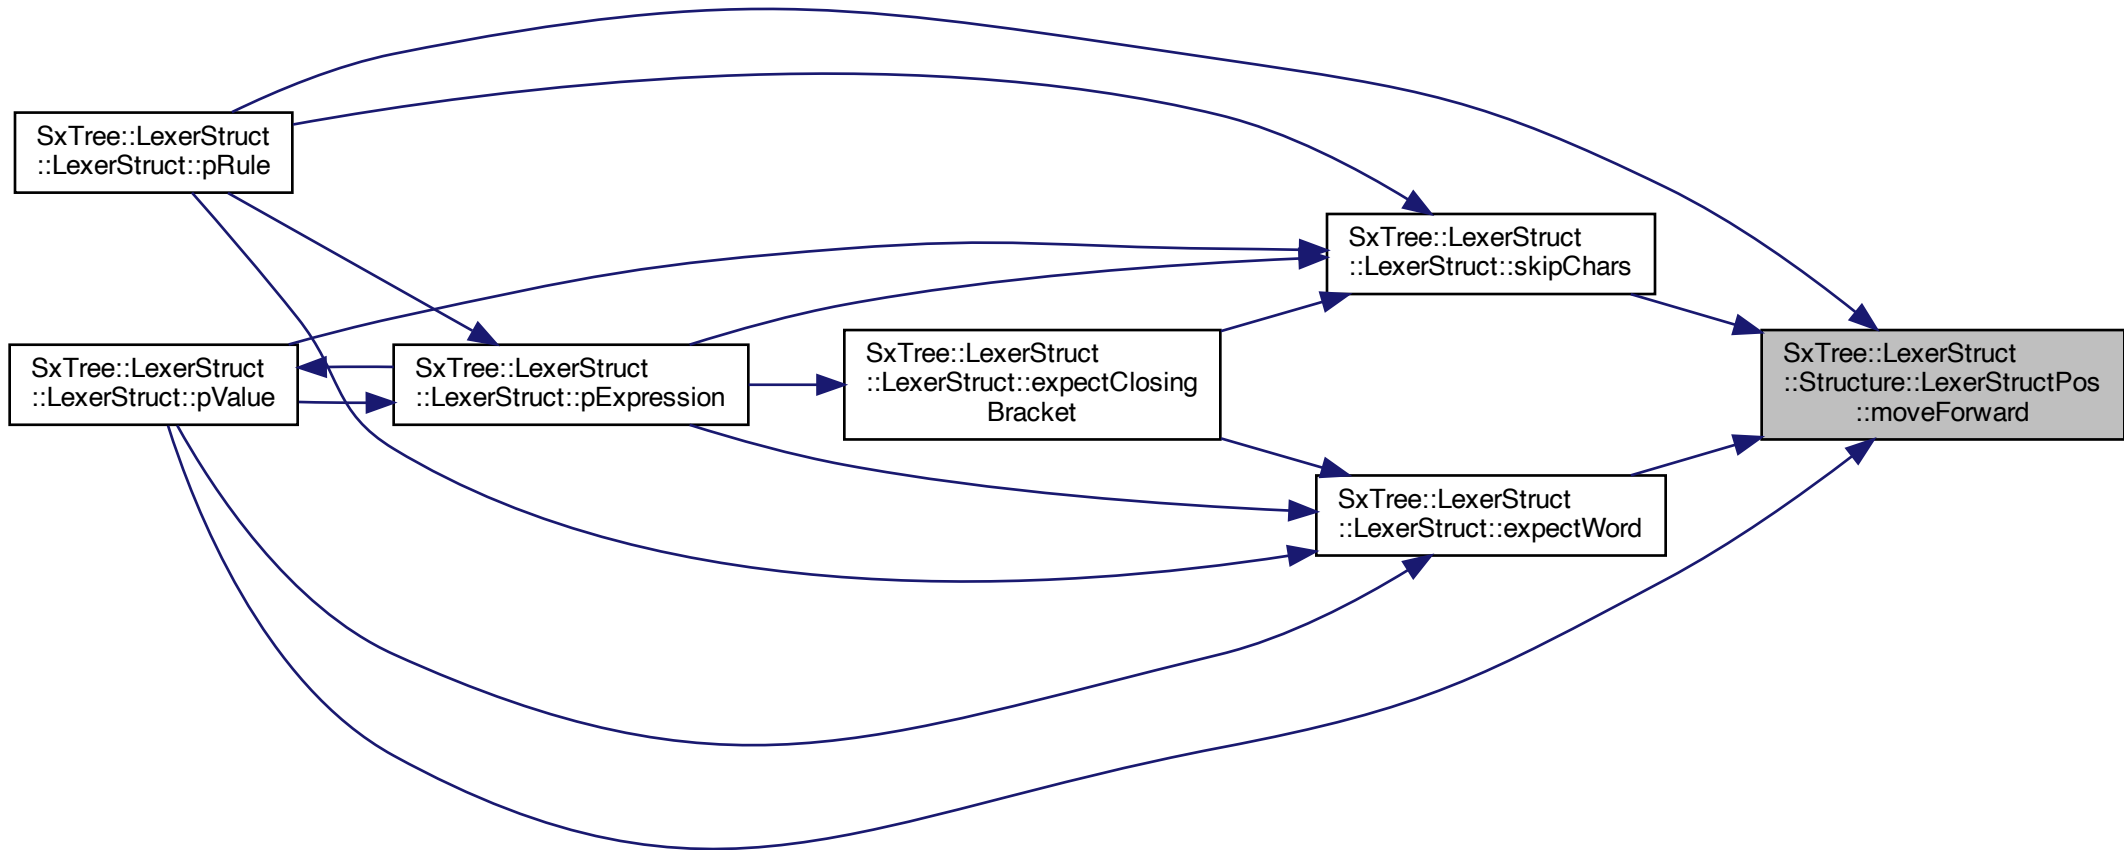 SxTree::LexerStruct
::LexerStruct::pRule
SxTree::LexerStruct
::LexerStruct::skipChars
SxTree::LexerStruct
::LexerStruct::pValue
SxTree::LexerStruct
::LexerStruct::pExpression
SxTree::LexerStruct
::LexerStruct::expectClosing
Bracket
SxTree::LexerStruct
::Structure::LexerStructPos
::moveForward
SxTree::LexerStruct
::LexerStruct::expectWord